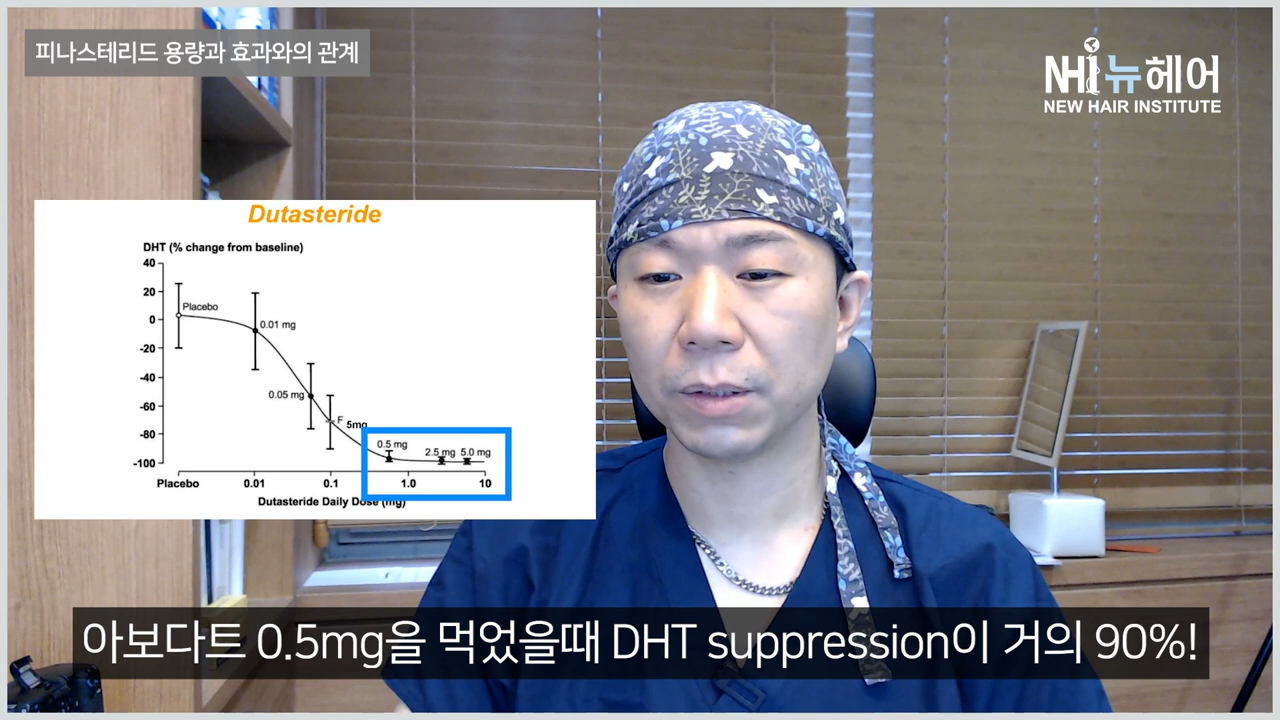 피나스테리드 용량과 효과와의 관계
NHI 뉴헤어
NEW HAIR INSTITUTE
Dutasteride
DHT (% change from baseline)
40
20
0
-20
-40
-60
-80
-100
Placebo
0.01 mg
0.05 mg
F 5mg
0.5 mg
2.5 mg
5.0 mg
Placebo
0.01
0.1
1.0
10
Dutasteride Daily Dose (mg)
아보다트 0.5mg을 먹었을때 DHT suppression이 거의 90%!